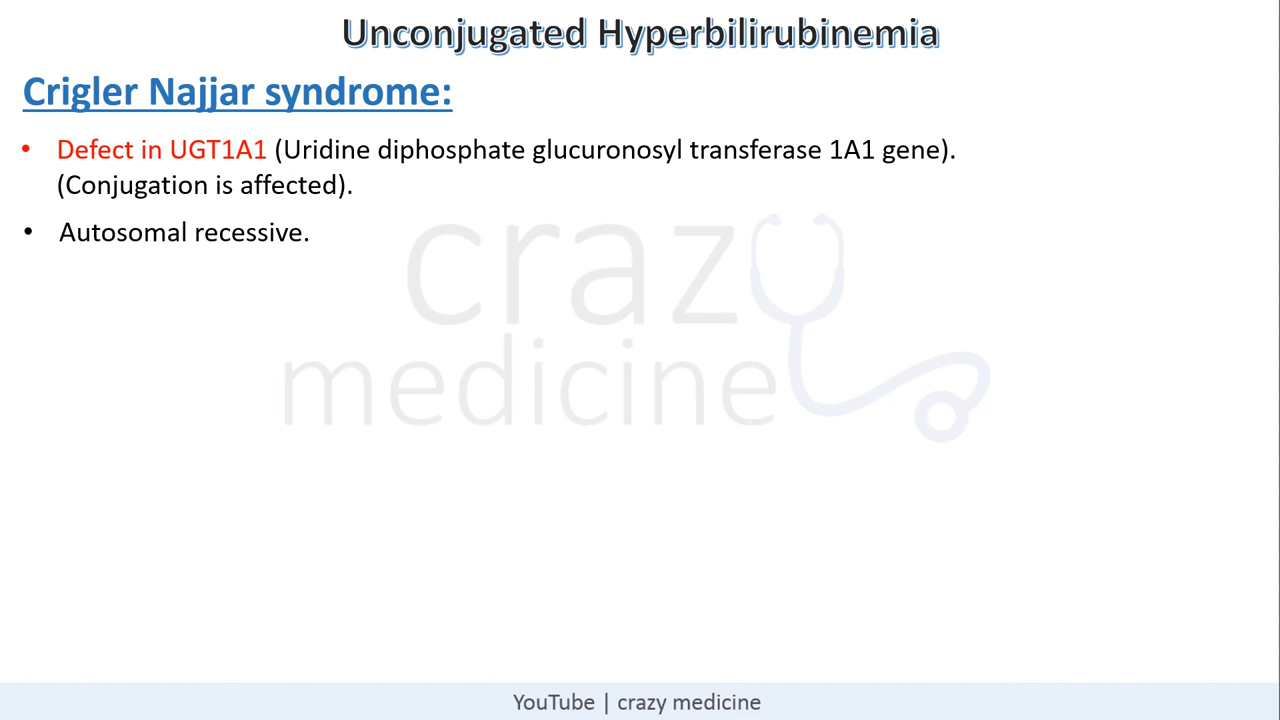 Unconjugated Hyperbilirubinemia
Crigler Najjar syndrome:
• Defect in UGT1A1 (Uridine diphosphate glucuronosyl transferase 1A1 gene).
(Conjugation is affected).
• Autosomal recessive.
crazy
medicine
YouTube | crazy medicine